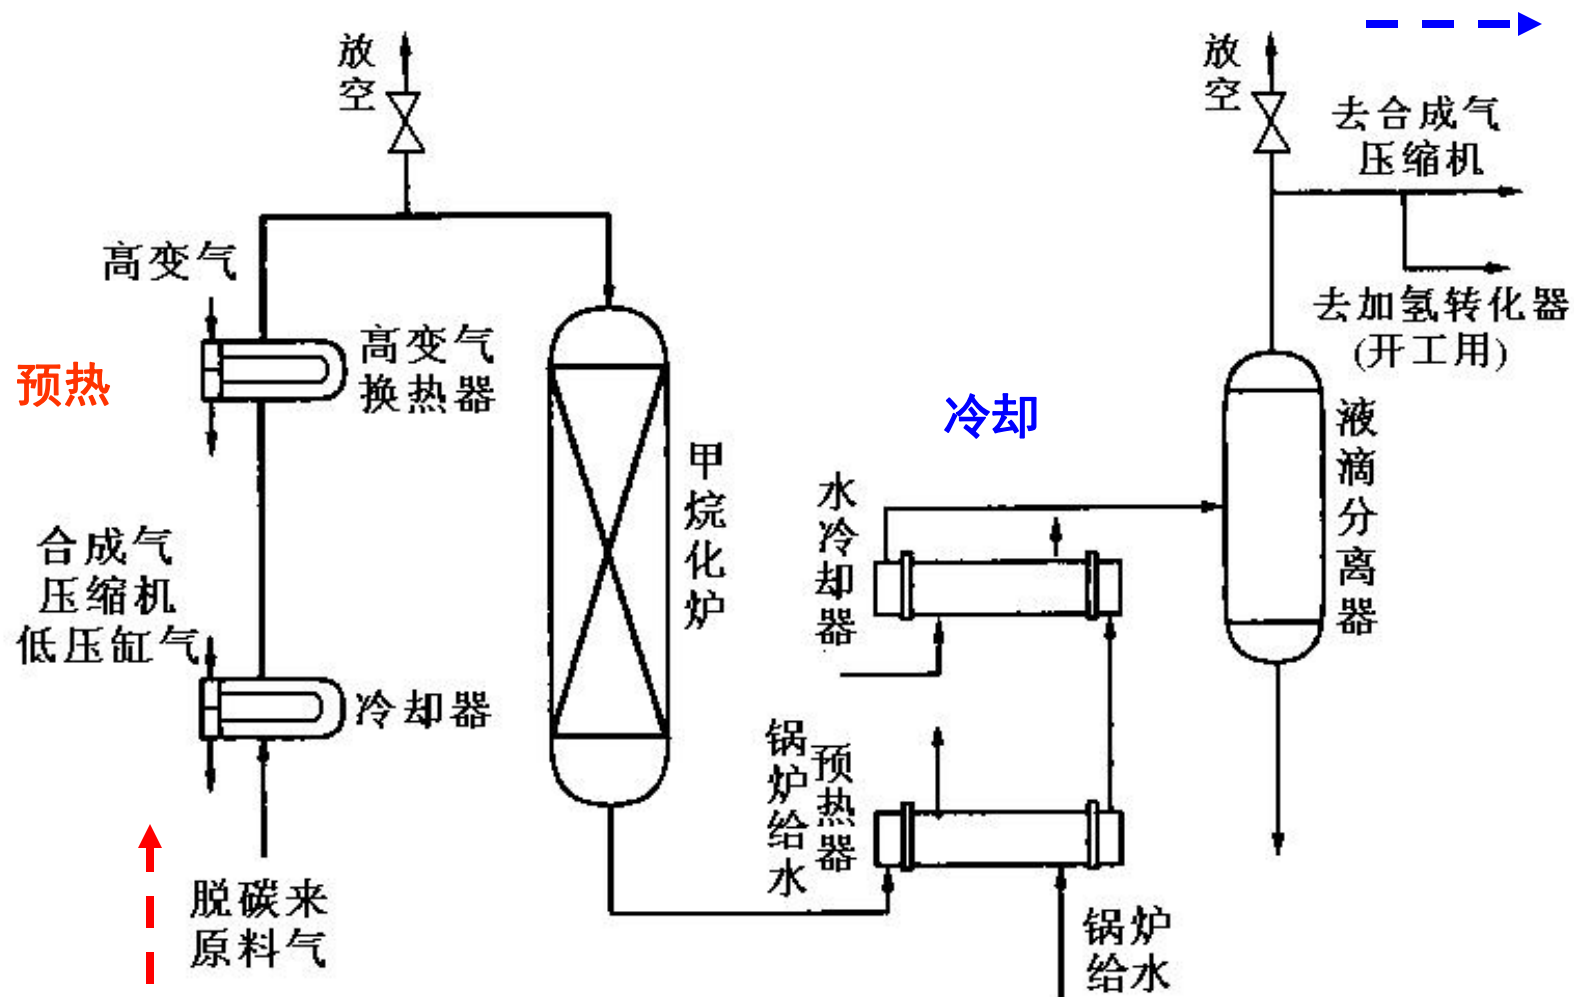 放空
放空
去合成气
压缩机
高变气
去加氢转化器
(开工用)
高变气
换热器
预热
冷却
液滴分离器
甲烷化炉
水冷却器
合成气
压缩机
低压缸气
冷却器
锅炉给水
预热器
脱碳来
原料气
锅炉
给水